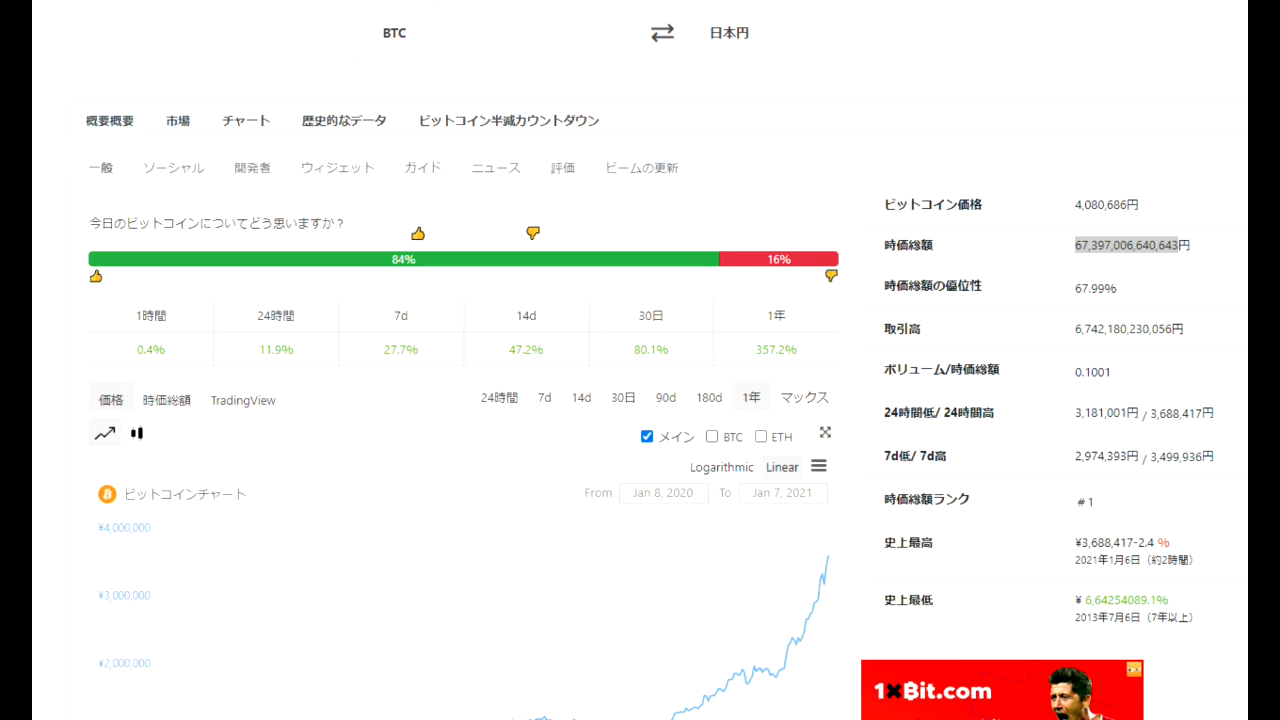 BTC 日本円
概要概要 市場 チャート 歴史的なデータ ビットコイン半減カウントダウン
一般 ソーシャル 開発者 ウィジェット ガイド ニュース 評価 ビームの更新
今日のビットコインについてどう思いますか？
84% 16%
1時間 24時間 7d 14d 30日 1年
0.4% 11.9% 27.7% 47.2% 80.1% 357.2%
価格 時価総額 TradingView 24時間 7d 14d 30日 90d 180d 1年 マックス
メイン BTC ETH
Logarithmic Linear
ビットコインチャート From Jan 8, 2020 To Jan 7, 2021
¥4,000,000
¥3,000,000
¥2,000,000
ビットコイン価格 4,080,686円
時価総額 67,397,006,640,643円
時価総額の優位性 67.99%
取引高 6,742,180,230,056円
ボリューム/時価総額 0.1001
24時間低/ 24時間高 3,181,001円 / 3,688,417円
7d低/ 7d高 2,974,393円 / 3,499,936円
時価総額ランク ＃1
史上最高 ¥3,688,417-2.4 %
2021年1月6日（約2時間）
史上最低 ¥ 6,64254089.1%
2013年7月6日（7年以上）
1xBit.com